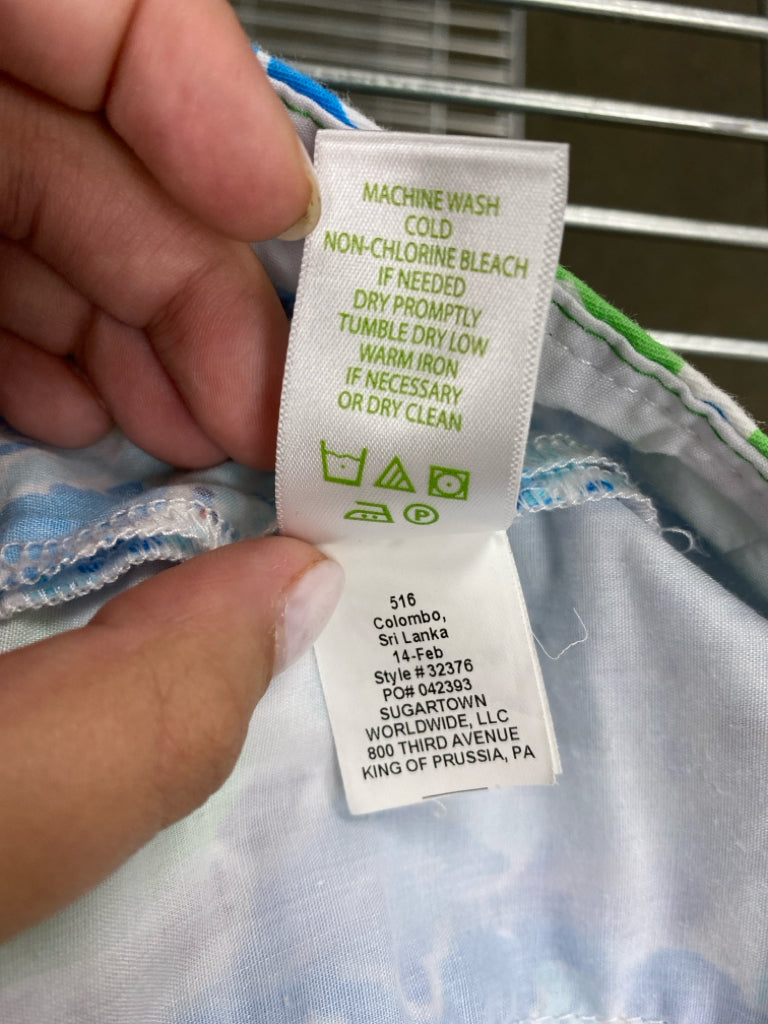 MACHINE WASH
COLD
NON-CHLORINE BLEACH
IF NEEDED
DRY PROMPTLY
TUMBLE DRY LOW
WARM IRON
IF NECESSARY
OR DRY CLEAN
P
516
Colombo,
Sri Lanka
14-Feb
Style #32376
PO# 042393
SUGARTOWN
WORLDWIDE, LLC
800 THIRD AVENUE
KING OF PRUSSIA, PA